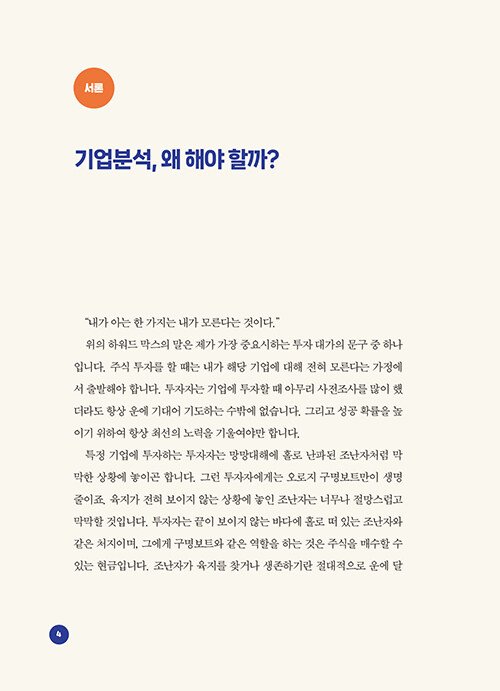 서론
기업분석, 왜 해야 할까?
“내가 아는 한 가지는 내가 모른다는 것이다.”
위의 하워드 막스의 말은 제가 가장 중요시하는 투자 대가의 문구 중 하나
입니다. 주식 투자를 할 때는 내가 해당 기업에 대해 전혀 모른다는 가정에
서 출발해야 합니다. 투자자는 기업에 투자할 때 아무리 사전조사를 많이 했
더라도 항상 운에 기대어 기도하는 수밖에 없습니다. 그리고 성공 확률을 높
이기 위하여 항상 최선의 노력을 기울여야만 합니다.
특정 기업에 투자하는 투자자는 망망대해에 홀로 난파된 조난자처럼 막
막한 상황에 놓이곤 합니다. 그런 투자자에게는 오로지 구명보트만이 생명
줄이죠. 육지가 전혀 보이지 않는 상황에 놓인 조난자는 너무나 절망스럽고
막막할 것입니다. 투자자는 끝이 보이지 않는 바다에 홀로 떠 있는 조난자와
같은 처지이며, 그에게 구명보트와 같은 역할을 하는 것은 주식을 매수할 수
있는 현금입니다. 조난자가 육지를 찾거나 생존하기란 절대적으로 운에 달
4